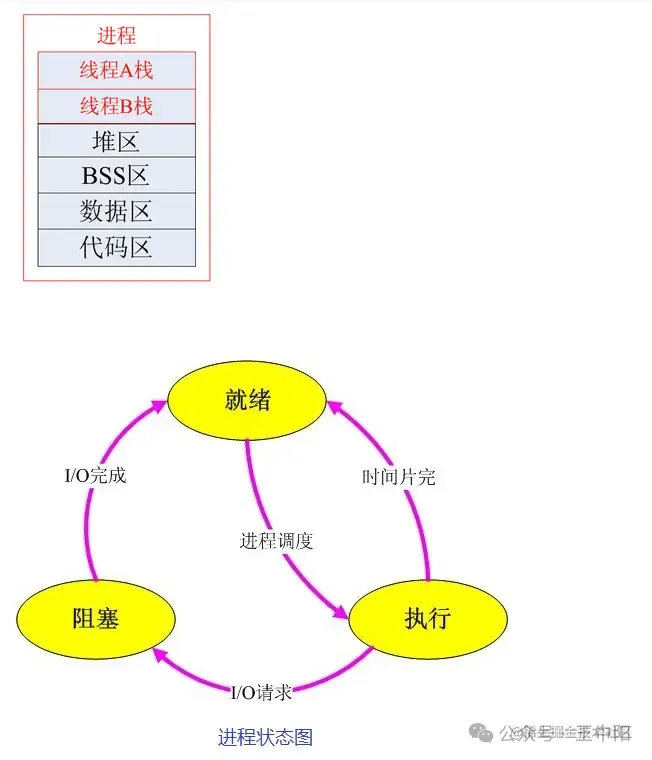 进程
线程A栈
线程B栈
堆区
BSS区
数据区
代码区
就绪
I/O完成
时间片完
进程调度
阻塞
执行
I/O请求
进程状态图
公众号